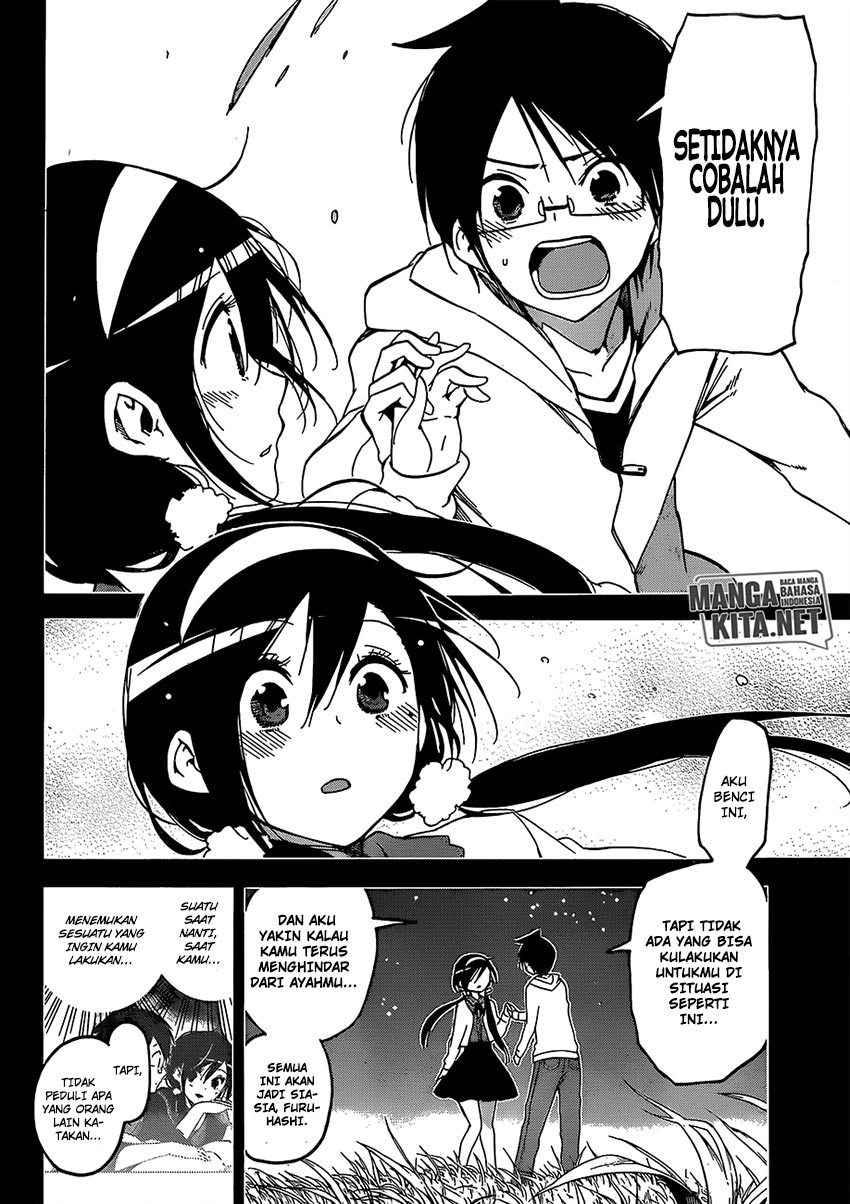 SETIDAKNYA
COBALAH
DULU.
MANGA
KITA.NET
BACA MANGA
BAHASA
INDONESIA
AKU
BENCI
INI,
TAPI TIDAK
ADA YANG BISA
KULAKUKAN
UNTUKMU DI
SITUASI
SEPERTI
INI...
DAN AKU
YAKIN KALAU
KAMU TERUS
MENGHINDAR
DARI AYAHMU...
SEMUA
INI AKAN
JADI SIA-
SIA, FURU-
HASHI.
SUATU
SAAT
NANTI,
SAAT
KAMU...
MENEMUKAN
SESUATU YANG
INGIN KAMU
LAKUKAN...
TAPI,
TIDAK
PEDULI APA
YANG ORANG
LAIN KA-
TAKAN...